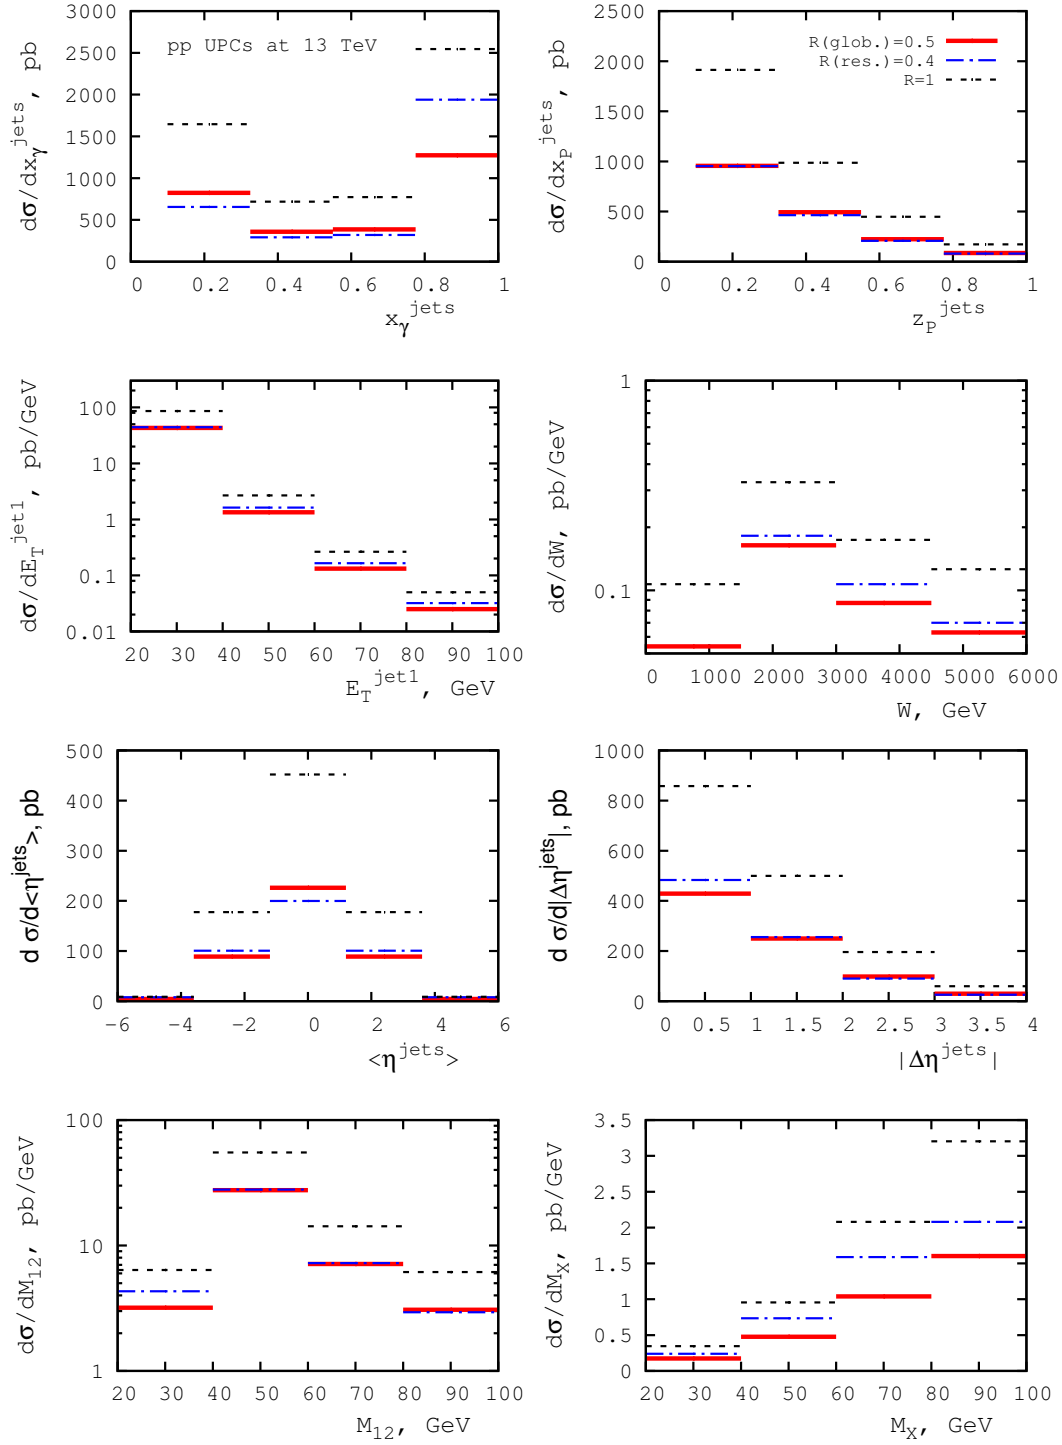 3000
2500
2000
1500
1000
500
0
dσ/dx_γ^jets, pb
pp UPCs at 13 TeV
0 0.2 0.4 0.6 0.8 1
x_γ^jets
2500
2000
1500
1000
500
0
dσ/dx_P^jets, pb
R(glob.)=0.5
R(res.)=0.4
R=1
0 0.2 0.4 0.6 0.8 1
z_P^jets
100
10
1
0.1
0.01
dσ/dE_T^jet1, pb/GeV
20 30 40 50 60 70 80 90 100
E_T^jet1, GeV
1
0.1
dσ/dW, pb/GeV
0 1000 2000 3000 4000 5000 6000
W, GeV
500
400
300
200
100
0
d σ/d<η^jets>, pb
−6 −4 −2 0 2 4 6
<η^jets>
1000
800
600
400
200
0
d σ/d|Δη^jets|, pb
0 0.5 1 1.5 2 2.5 3 3.5 4
|Δη^jets|
100
10
1
dσ/dM_12, pb/GeV
20 30 40 50 60 70 80 90 100
M_12, GeV
3.5
3
2.5
2
1.5
1
0.5
0
dσ/dM_X, pb/GeV
20 30 40 50 60 70 80 90 100
M_X, GeV